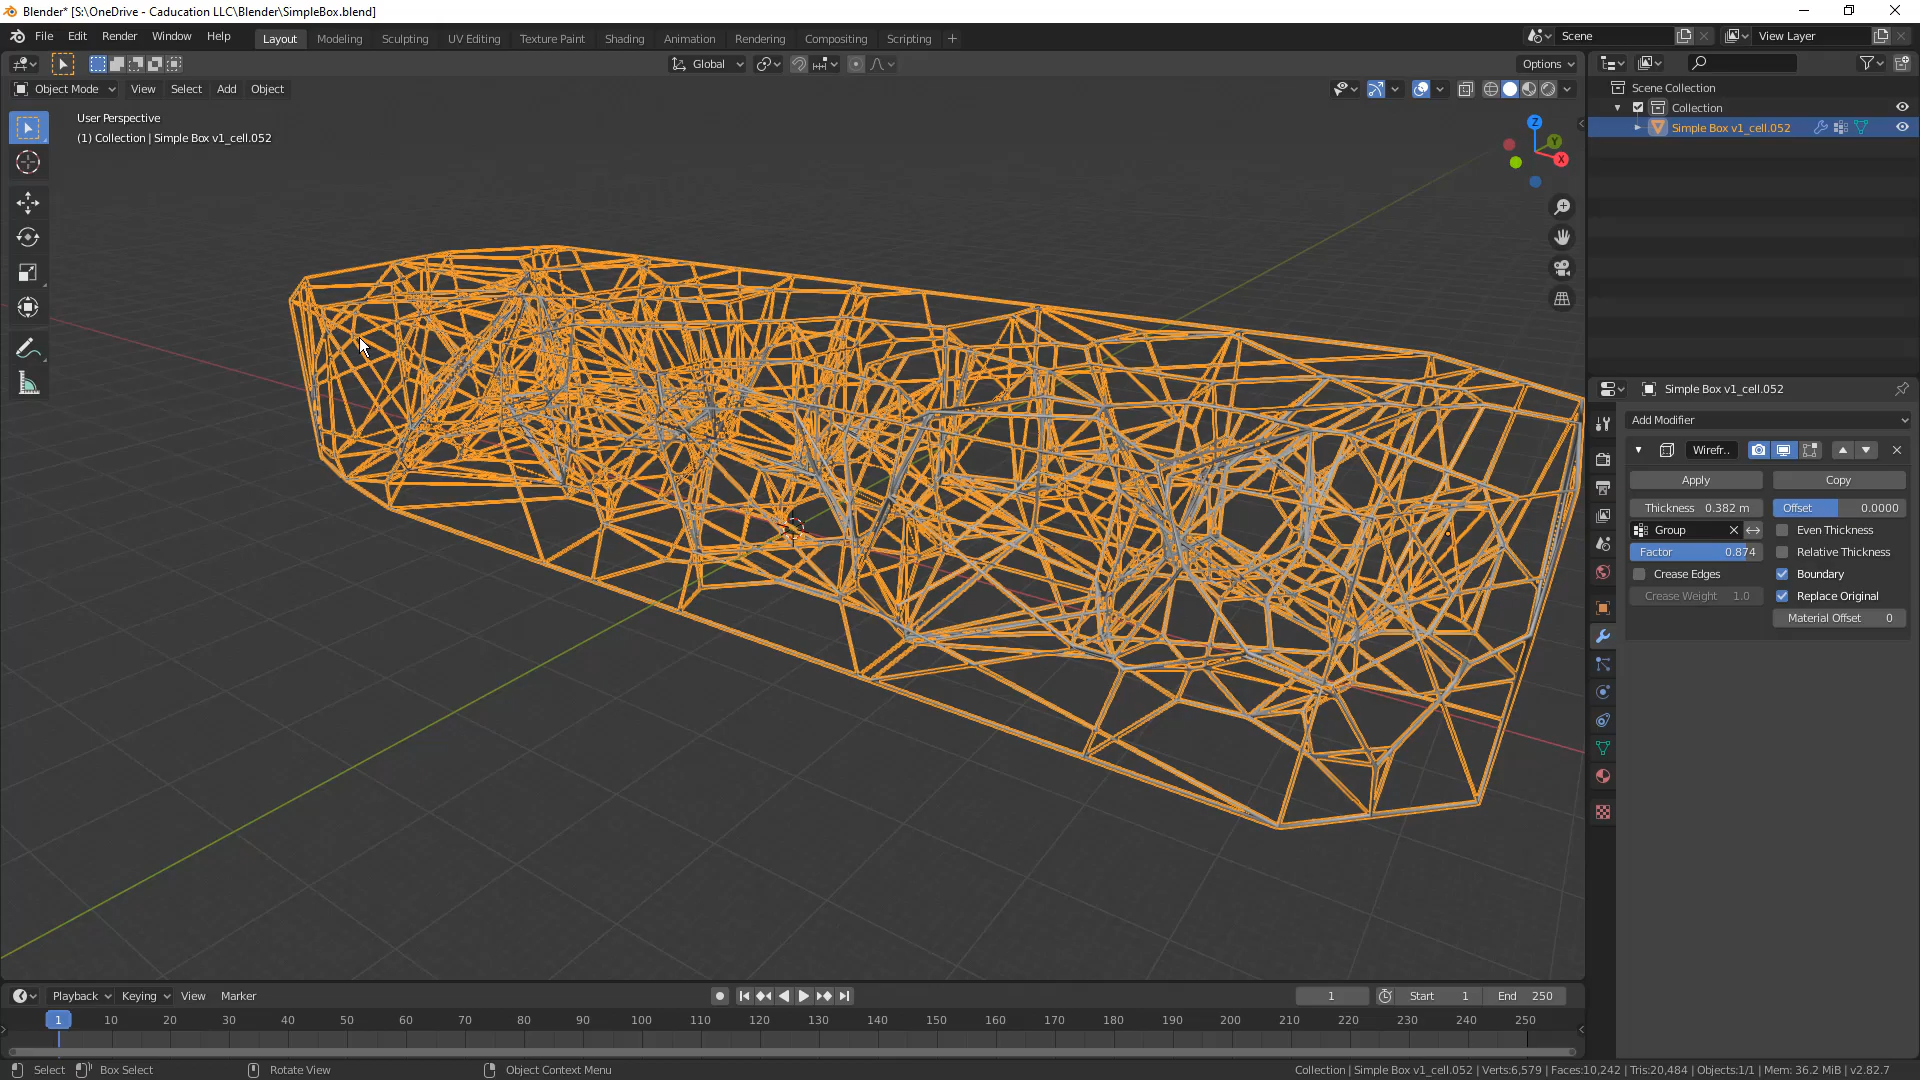 Blender* [S:\OneDrive - Caducation LLC\Blender\SimpleBox.blend]
File Edit Render Window Help
Layout Modeling Sculpting UV Editing Texture Paint Shading Animation Rendering Compositing Scripting +
Scene
View Layer
Global
Options
Object Mode View Select Add Object
User Perspective
(1) Collection | Simple Box v1_cell.052
Z
Y
X
Scene Collection
Collection
Simple Box v1_cell.052
Simple Box v1_cell.052
Add Modifier
Wirefr..
Apply Copy
Thickness 0.382 m Offset 0.0000
Group Even Thickness
Factor 0.874 Relative Thickness
Crease Edges Boundary
Crease Weight 1.0 Replace Original
Material Offset 0
Playback Keying View Marker
1 Start 1 End 250
1 10 20 30 40 50 60 70 80 90 100 110 120 130 140 150 160 170 180 190 200 210 220 230 240 250
Select Box Select Rotate View Object Context Menu
Collection | Simple Box v1_cell.052 | Verts:6,579 | Faces:10,242 | Tris:20,484 | Objects:1/1 | Mem: 36.2 MiB | v2.82.7